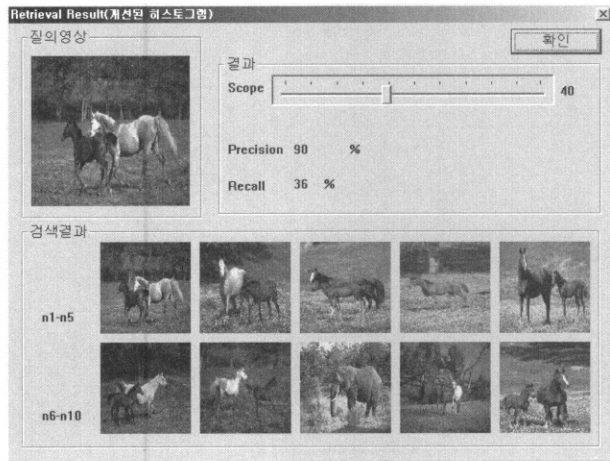 Retrieval Result(개선된 히스토그램)
질의영상
확인
결과
Scope
40
Precision 90 %
Recall 36 %
검색결과
n1-n5
n6-n10